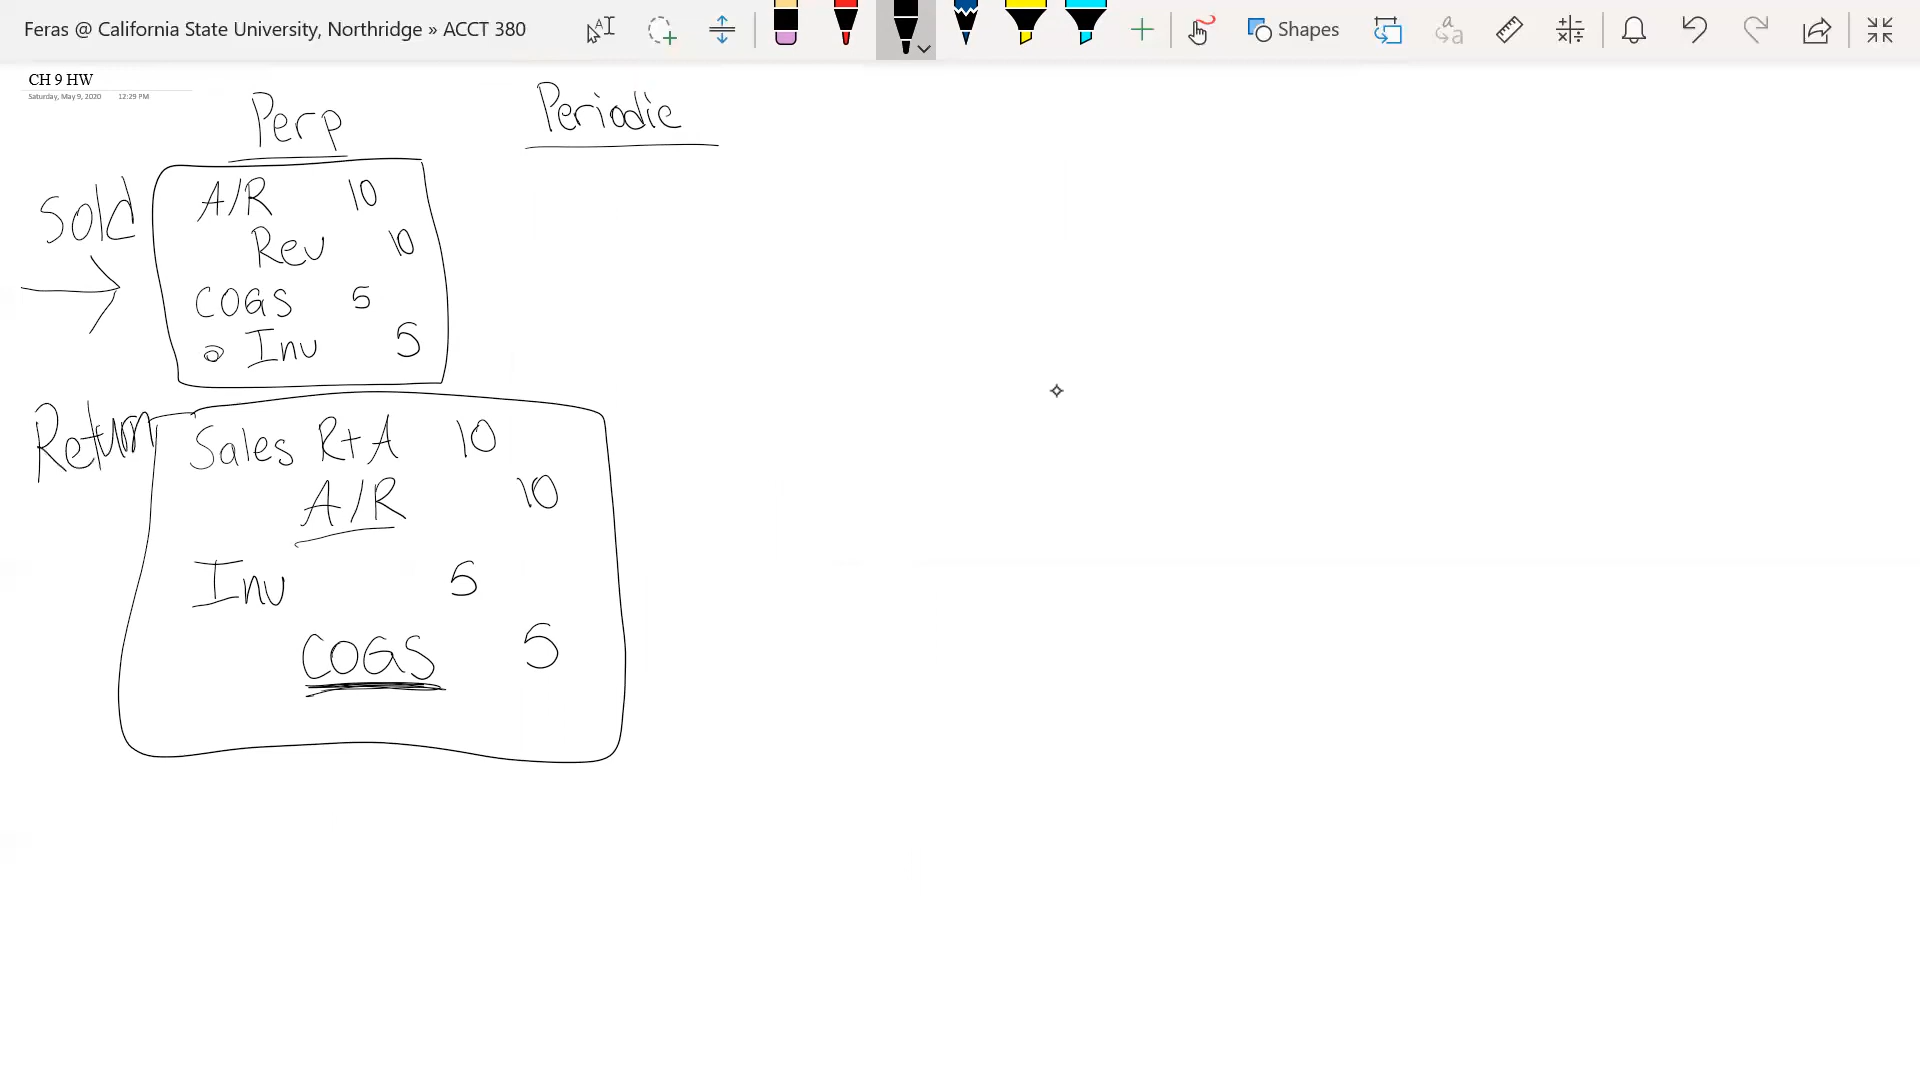 Feras @ California State University, Northridge » ACCT 380
Shapes
CH 9 HW
Saturday, May 9, 2020 12:29 PM
Perp
Periodic
Sold
A/R 10
Rev 10
COGS 5
Inv 5
Return
Sales R+A 10
A/R 10
Inv 5
COGS 5